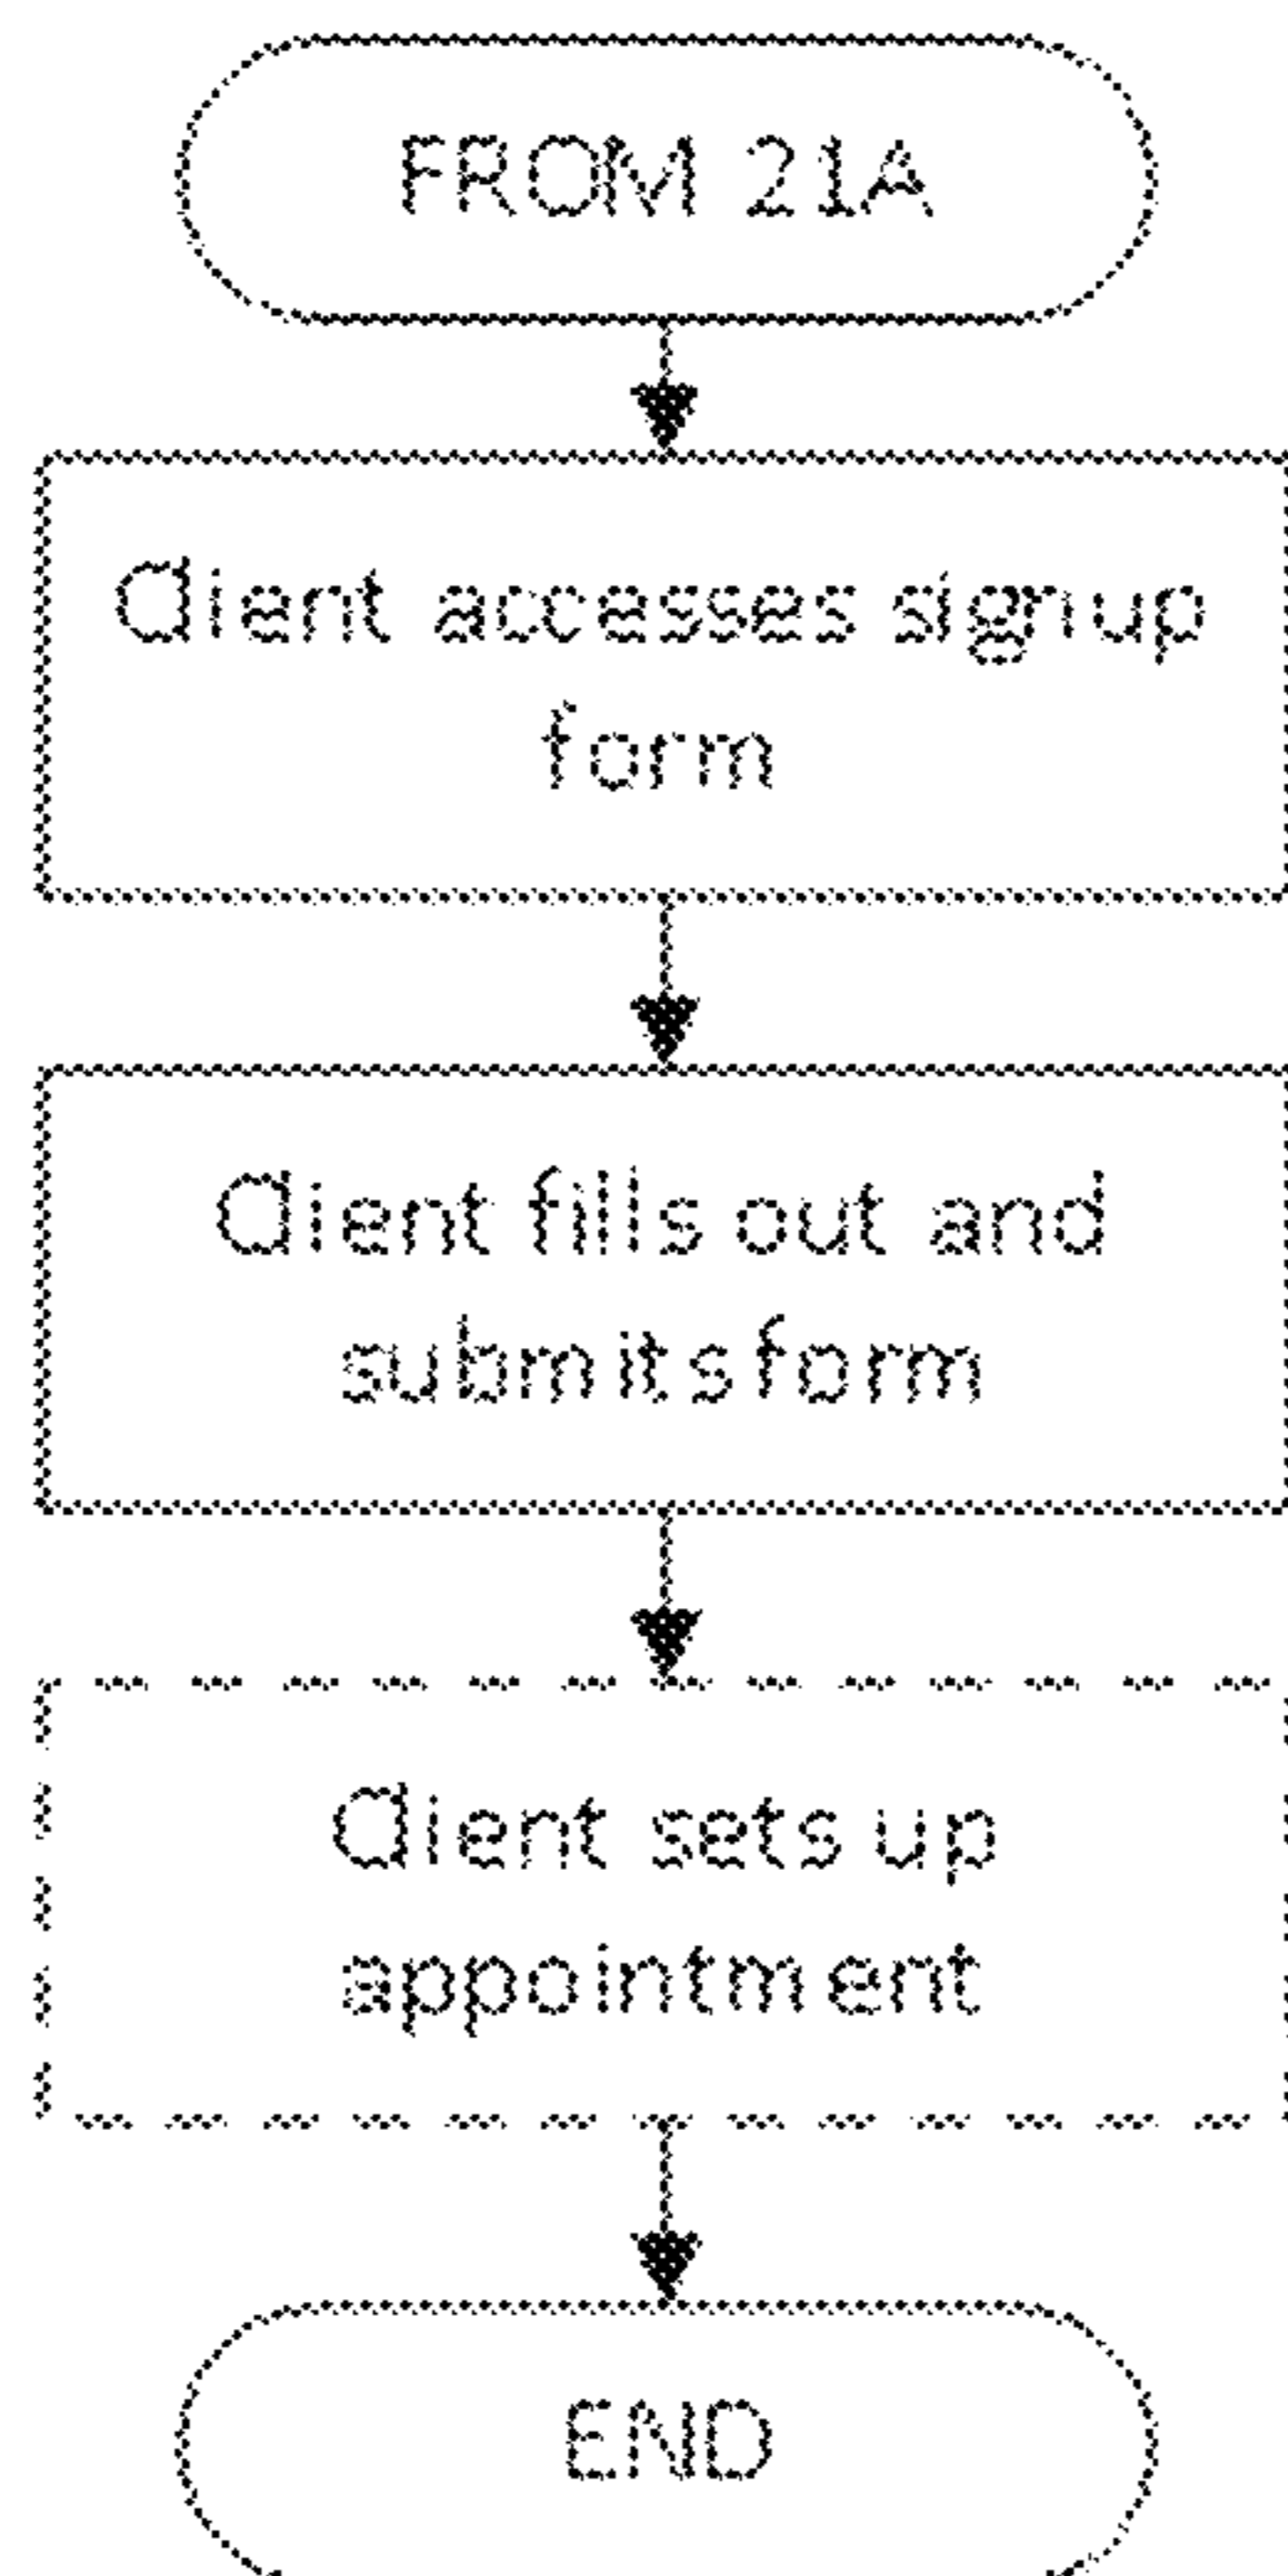 FROM 21A
Client accesses signup
form
Client fills out and
submits form
Client sets up
appointment
END